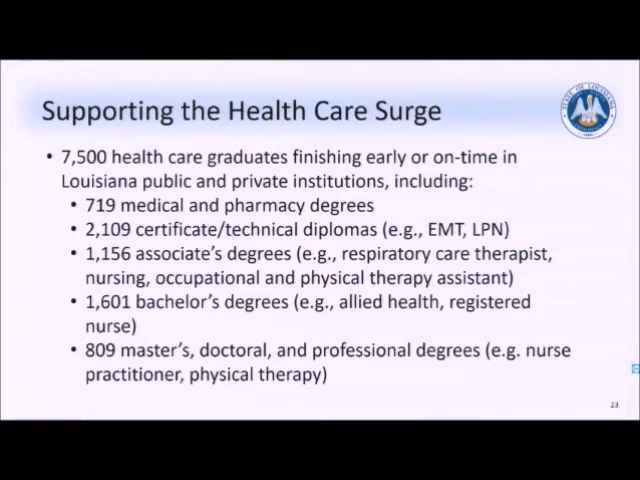 Supporting the Health Care Surge
STATE OF LOUISIANA
• 7,500 health care graduates finishing early or on-time in
Louisiana public and private institutions, including:
• 719 medical and pharmacy degrees
• 2,109 certificate/technical diplomas (e.g., EMT, LPN)
• 1,156 associate's degrees (e.g., respiratory care therapist,
nursing, occupational and physical therapy assistant)
• 1,601 bachelor's degrees (e.g., allied health, registered
nurse)
• 809 master's, doctoral, and professional degrees (e.g. nurse
practitioner, physical therapy)
23